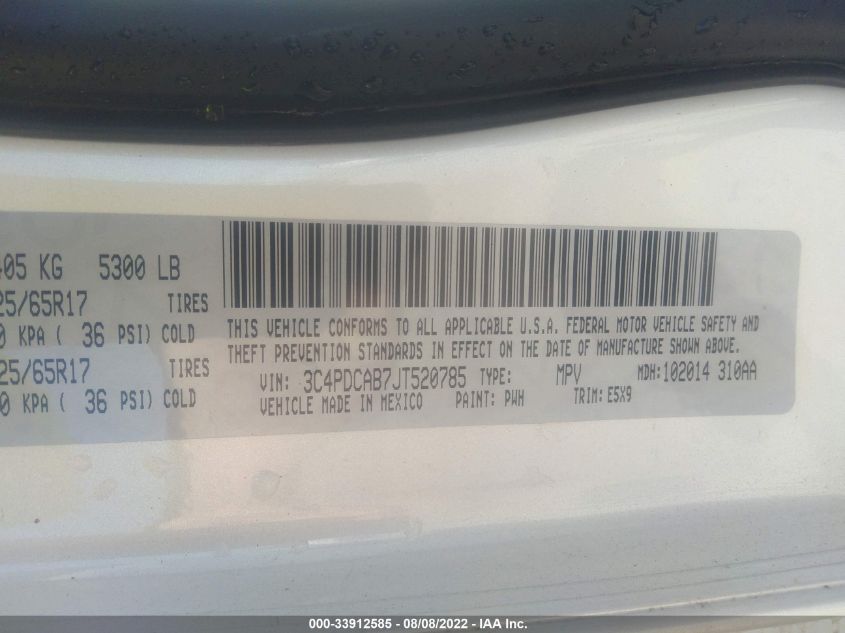 405 KG 5300 LB
25/65R17 TIRES
0 KPA ( 36 PSI) COLD
25/65R17 TIRES
0 KPA ( 36 PSI) COLD
THIS VEHICLE CONFORMS TO ALL APPLICABLE U.S.A. FEDERAL MOTOR VEHICLE SAFETY AND
THEFT PREVENTION STANDARDS IN EFFECT ON THE DATE OF MANUFACTURE SHOWN ABOVE.
VIN: 3C4PDCAB7JT520785 TYPE: MPV MDH:102014 310AA
VEHICLE MADE IN MEXICO PAINT: PWH TRIM: E5X9
000-33912585 - 08/08/2022 - IAA Inc.